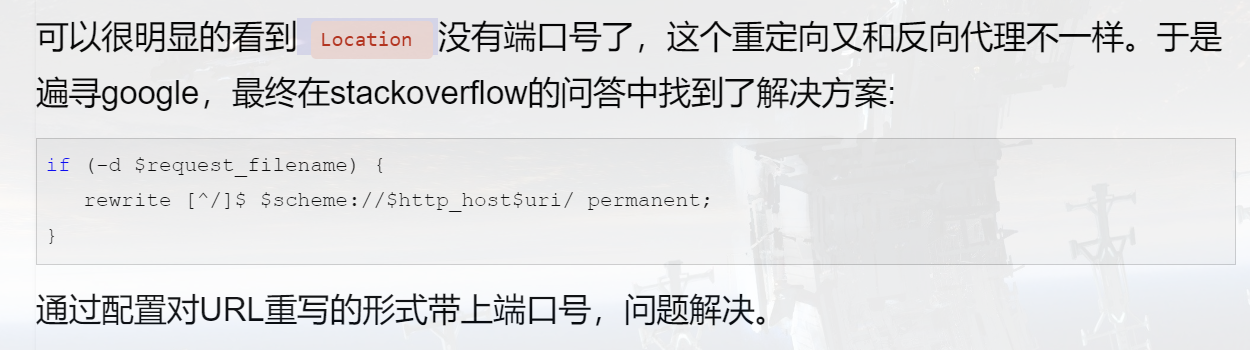 可以很明显的看到 Location 没有端口号了，这个重定向又和反向代理不一样。于是
遍寻google，最终在stackoverflow的问答中找到了解决方案:
if (-d $request_filename) {
   rewrite [^/]$ $scheme://$http_host$uri/ permanent;
}
通过配置对URL重写的形式带上端口号，问题解决。